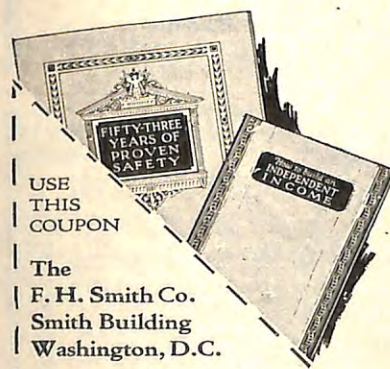 FIFTY-THREE
YEARS OF
PROVEN
SAFETY
How to build an
INDEPENDENT
INCOME
USE
THIS
COUPON
The
F. H. Smith Co.
Smith Building
Washington, D.C.